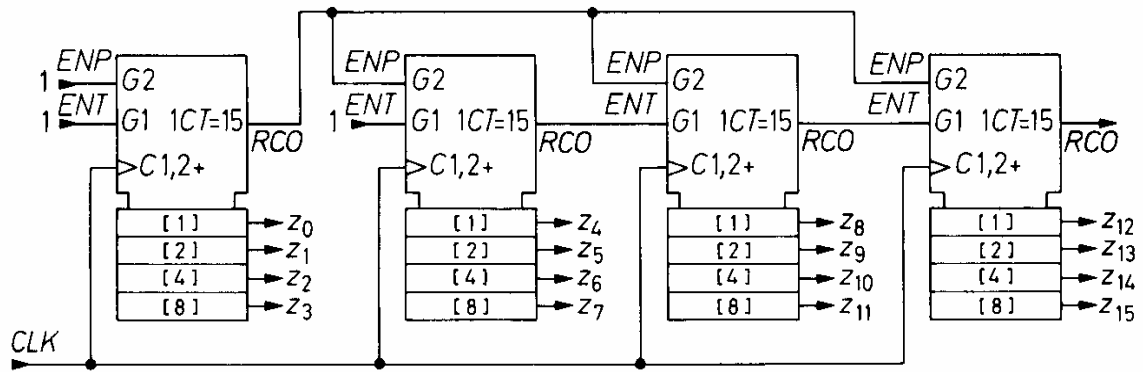 ENP ENP ENP ENP
1 G2 G2 G2 G2
ENT ENT ENT ENT
1 G1 1CT=15 1 G1 1CT=15 G1 1CT=15 G1 1CT=15
RCO RCO RCO RCO
C1,2+ C1,2+ C1,2+ C1,2+
[1] z₀ [1] z₄ [1] z₈ [1] z₁₂
[2] z₁ [2] z₅ [2] z₉ [2] z₁₃
[4] z₂ [4] z₆ [4] z₁₀ [4] z₁₄
[8] z₃ [8] z₇ [8] z₁₁ [8] z₁₅
CLK